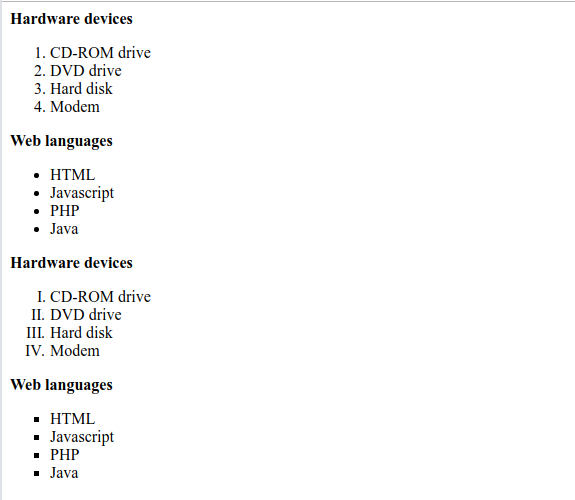 Hardware devices
1. CD-ROM drive
2. DVD drive
3. Hard disk
4. Modem
Web languages
• HTML
• Javascript
• PHP
• Java
Hardware devices
I. CD-ROM drive
II. DVD drive
III. Hard disk
IV. Modem
Web languages
▪ HTML
▪ Javascript
▪ PHP
▪ Java